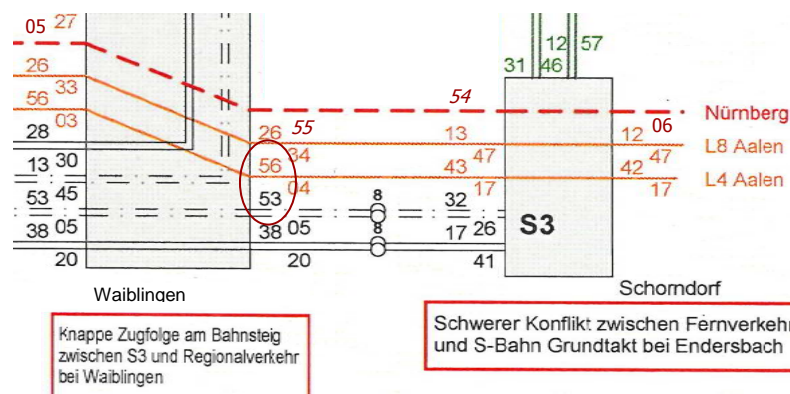 05 27 12 57
31 46
54
Nürnberg
26 33 26 55 13 12 06
34 47 47 L8 Aalen
56 03 56 43 42 L4 Aalen
04 17 17
28
13 30
53 45 53 8 32
38 05 38 05 8 17 26 S3
20 20 41
Waiblingen Schorndorf
Knappe Zugfolge am Bahnsteig
zwischen S3 und Regionalverkehr
bei Waiblingen
Schwerer Konflikt zwischen Fernverkehr
und S-Bahn Grundtakt bei Endersbach